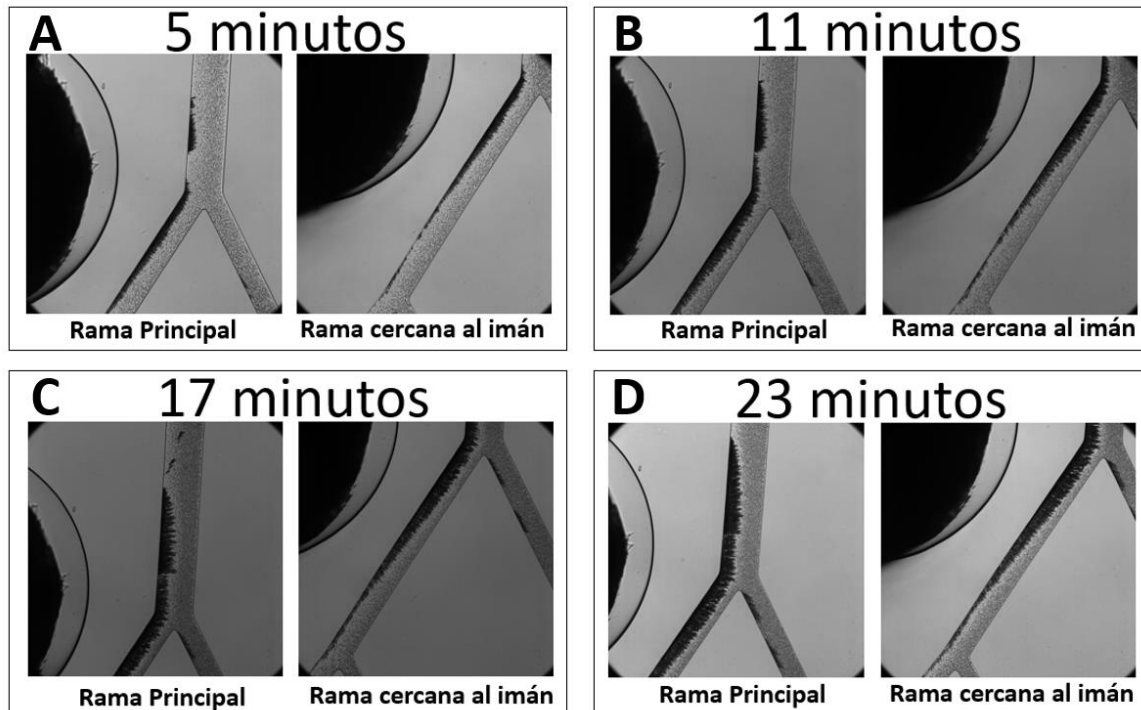 A 5 minutos
Rama Principal Rama cercana al imán
B 11 minutos
Rama Principal Rama cercana al imán
C 17 minutos
Rama Principal Rama cercana al imán
D 23 minutos
Rama Principal Rama cercana al imán